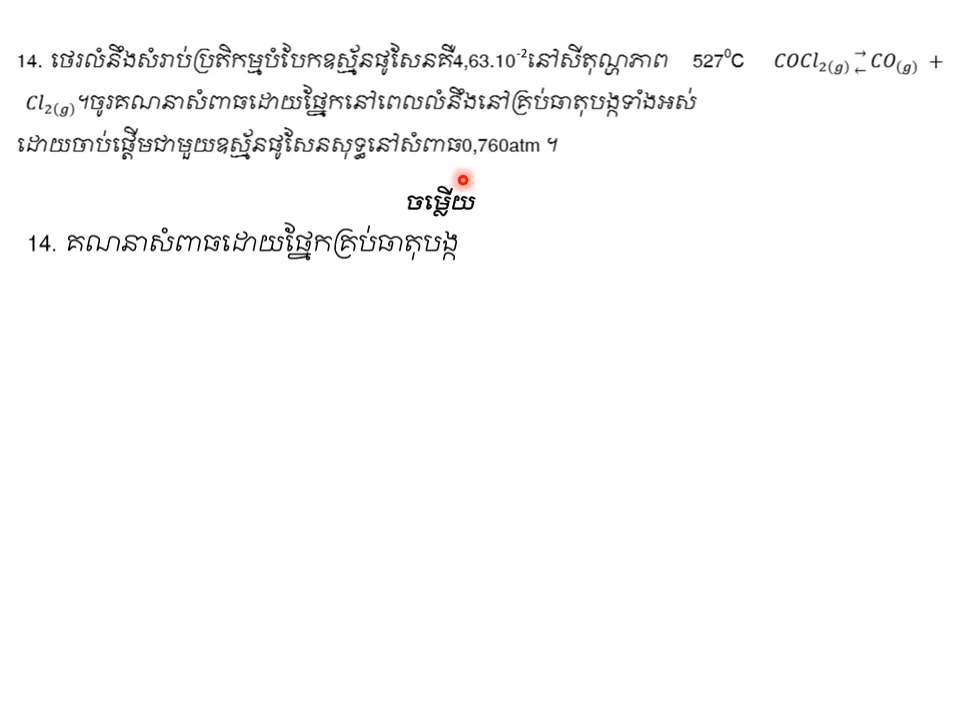 14. ថេរលំនឹងសំរាប់ប្រតិកម្មបំបែកឧស្ម័នផូសែនគឺ4,63.10⁻²នៅសីតុណ្ហភាព 527⁰C COCl₂₍g₎ ⇄ CO₍g₎ +
Cl₂₍g₎។ចូរគណនាសំពាធដោយផ្នែកនៅពេលលំនឹងនៅគ្រប់ធាតុបង្កទាំងអស់
ដោយចាប់ផ្តើមជាមួយឧស្ម័នផូសែនសុទ្ធនៅសំពាធ0,760atm ។
ចម្លើយ
14. គណនាសំពាធដោយផ្នែកគ្រប់ធាតុបង្ក